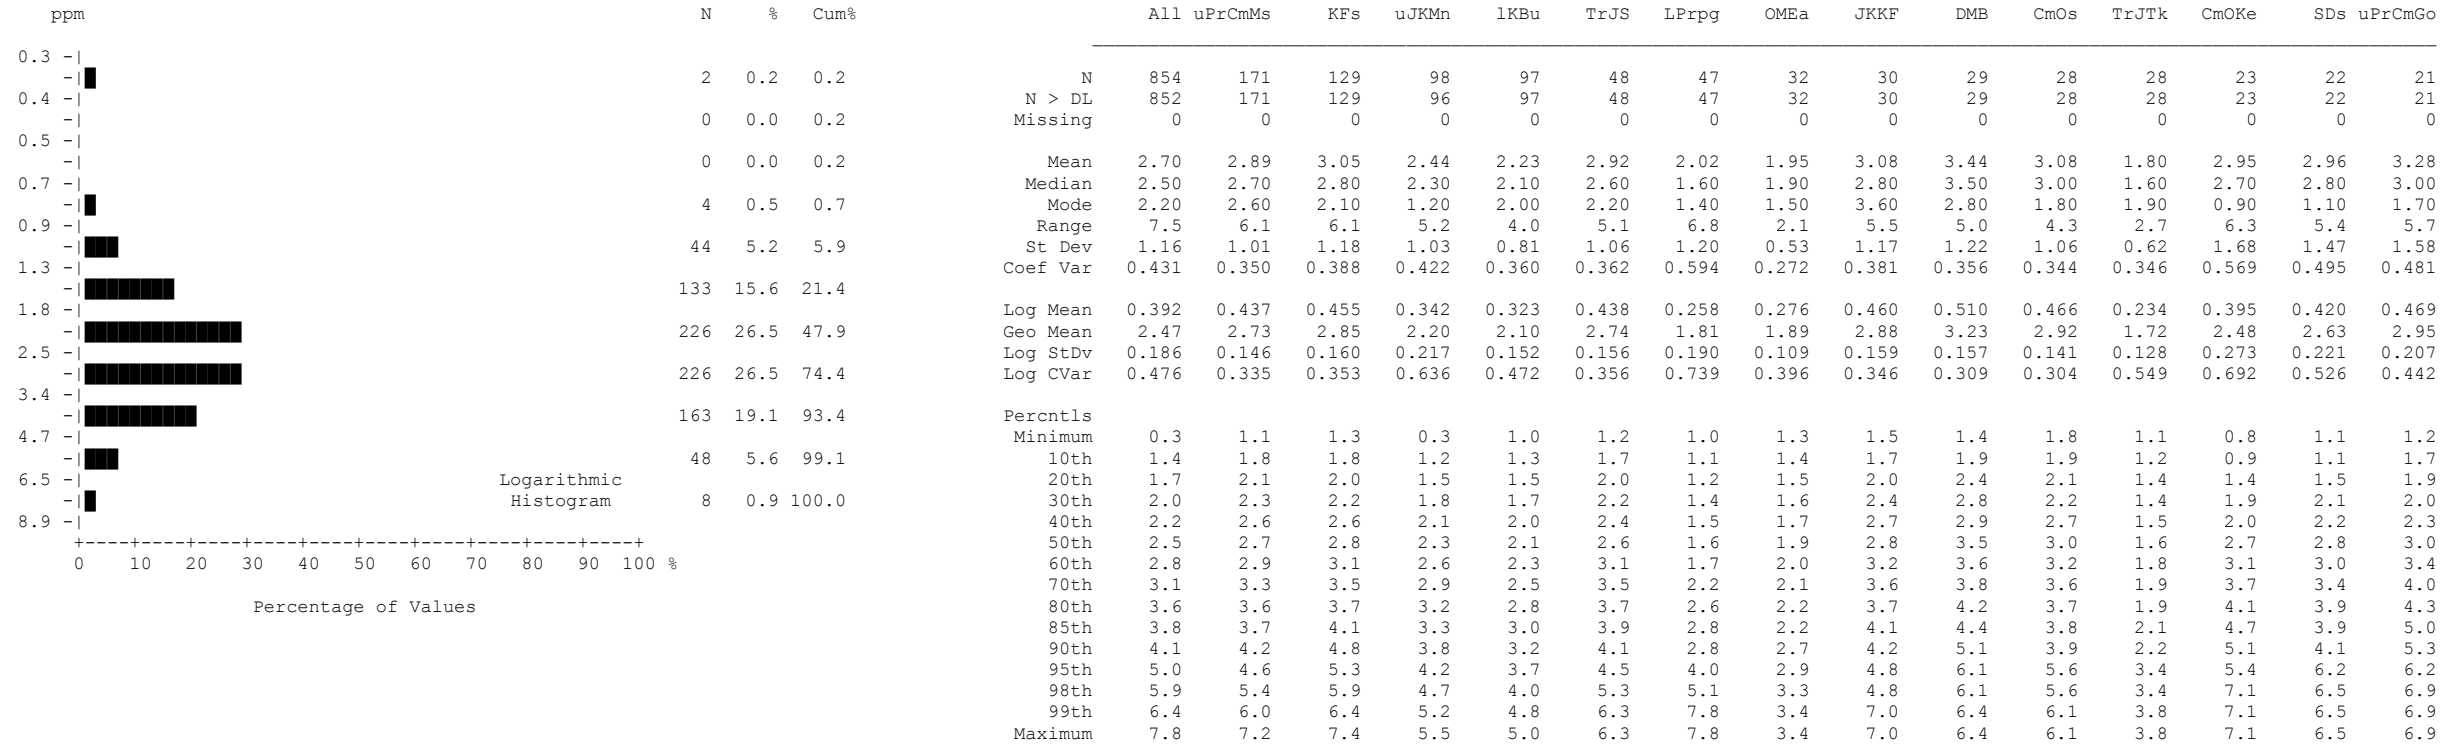 ppm N % Cum% All uPrCmMs KFs uJKMn lKBu TrJS LPrpg OMEa JKKF DMB CmOs TrJTk CmOKe SDs uPrCmGo
0.3 -|
-| 2 0.2 0.2 N 854 171 129 98 97 48 47 32 30 29 28 28 23 22 21
0.4 -| N > DL 852 171 129 96 97 48 47 32 30 29 28 28 23 22 21
-| 0 0.0 0.2 Missing 0 0 0 0 0 0 0 0 0 0 0 0 0 0 0
0.5 -|
-| 0 0.0 0.2 Mean 2.70 2.89 3.05 2.44 2.23 2.92 2.02 1.95 3.08 3.44 3.08 1.80 2.95 2.96 3.28
0.7 -| Median 2.50 2.70 2.80 2.30 2.10 2.60 1.60 1.90 2.80 3.50 3.00 1.60 2.70 2.80 3.00
-| 4 0.5 0.7 Mode 2.20 2.60 2.10 1.20 2.00 2.20 1.40 1.50 3.60 2.80 1.80 1.90 0.90 1.10 1.70
0.9 -| Range 7.5 6.1 6.1 5.2 4.0 5.1 6.8 2.1 5.5 5.0 4.3 2.7 6.3 5.4 5.7
-| 44 5.2 5.9 St Dev 1.16 1.01 1.18 1.03 0.81 1.06 1.20 0.53 1.17 1.22 1.06 0.62 1.68 1.47 1.58
1.3 -| Coef Var 0.431 0.350 0.388 0.422 0.360 0.362 0.594 0.272 0.381 0.356 0.344 0.346 0.569 0.495 0.481
-| 133 15.6 21.4
1.8 -| Log Mean 0.392 0.437 0.455 0.342 0.323 0.438 0.258 0.276 0.460 0.510 0.466 0.234 0.395 0.420 0.469
-| 226 26.5 47.9 Geo Mean 2.47 2.73 2.85 2.20 2.10 2.74 1.81 1.89 2.88 3.23 2.92 1.72 2.48 2.63 2.95
2.5 -| Log StDv 0.186 0.146 0.160 0.217 0.152 0.156 0.190 0.109 0.159 0.157 0.141 0.128 0.273 0.221 0.207
-| 226 26.5 74.4 Log CVar 0.476 0.335 0.353 0.636 0.472 0.356 0.739 0.396 0.346 0.309 0.304 0.549 0.692 0.526 0.442
3.4 -|
-| 163 19.1 93.4 Percntls
4.7 -| Minimum 0.3 1.1 1.3 0.3 1.0 1.2 1.0 1.3 1.5 1.4 1.8 1.1 0.8 1.1 1.2
-| 48 5.6 99.1 10th 1.4 1.8 1.8 1.2 1.3 1.7 1.1 1.4 1.7 1.9 1.9 1.2 0.9 1.1 1.7
6.5 -| Logarithmic 20th 1.7 2.1 2.0 1.5 1.5 2.0 1.2 1.5 2.0 2.4 2.1 1.4 1.4 1.5 1.9
-| Histogram 8 0.9 100.0 30th 2.0 2.3 2.2 1.8 1.7 2.2 1.4 1.6 2.4 2.8 2.2 1.4 1.9 2.1 2.0
8.9 -| 40th 2.2 2.6 2.6 2.1 2.0 2.4 1.5 1.7 2.7 2.9 2.7 1.5 2.0 2.2 2.3
+----+----+----+----+----+----+----+----+----+----+ 50th 2.5 2.7 2.8 2.3 2.1 2.6 1.6 1.9 2.8 3.5 3.0 1.6 2.7 2.8 3.0
0 10 20 30 40 50 60 70 80 90 100 % 60th 2.8 2.9 3.1 2.6 2.3 3.1 1.7 2.0 3.2 3.6 3.2 1.8 3.1 3.0 3.4
70th 3.1 3.3 3.5 2.9 2.5 3.5 2.2 2.1 3.6 3.8 3.6 1.9 3.7 3.4 4.0
Percentage of Values 80th 3.6 3.6 3.7 3.2 2.8 3.7 2.6 2.2 3.7 4.2 3.7 1.9 4.1 3.9 4.3
85th 3.8 3.7 4.1 3.3 3.0 3.9 2.8 2.2 4.1 4.4 3.8 2.1 4.7 3.9 5.0
90th 4.1 4.2 4.8 3.8 3.2 4.1 2.8 2.7 4.2 5.1 3.9 2.2 5.1 4.1 5.3
95th 5.0 4.6 5.3 4.2 3.7 4.5 4.0 2.9 4.8 6.1 5.6 3.4 5.4 6.2 6.2
98th 5.9 5.4 5.9 4.7 4.0 5.3 5.1 3.3 4.8 6.1 5.6 3.4 7.1 6.5 6.9
99th 6.4 6.0 6.4 5.2 4.8 6.3 7.8 3.4 7.0 6.4 6.1 3.8 7.1 6.5 6.9
Maximum 7.8 7.2 7.4 5.5 5.0 6.3 7.8 3.4 7.0 6.4 6.1 3.8 7.1 6.5 6.9